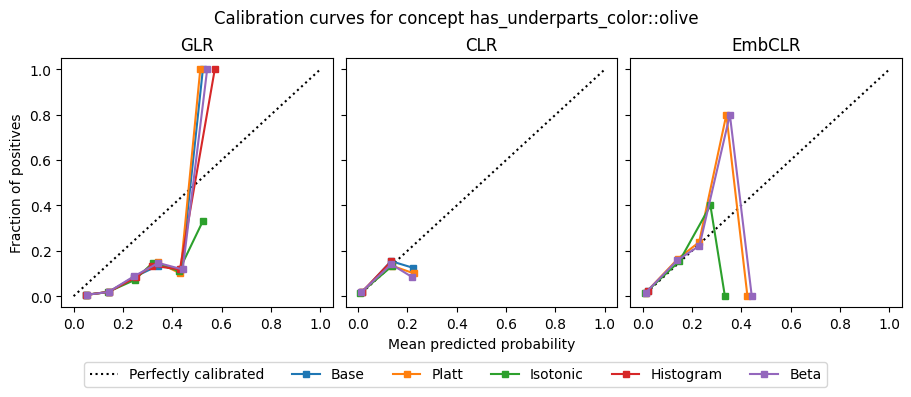 Calibration curves for concept has_underparts_color::olive
GLR
CLR
EmbCLR
Fraction of positives
1.0
0.8
0.6
0.4
0.2
0.0
0.0 0.2 0.4 0.6 0.8 1.0
0.0 0.2 0.4 0.6 0.8 1.0
0.0 0.2 0.4 0.6 0.8 1.0
Mean predicted probability
Perfectly calibrated Base Platt Isotonic Histogram Beta